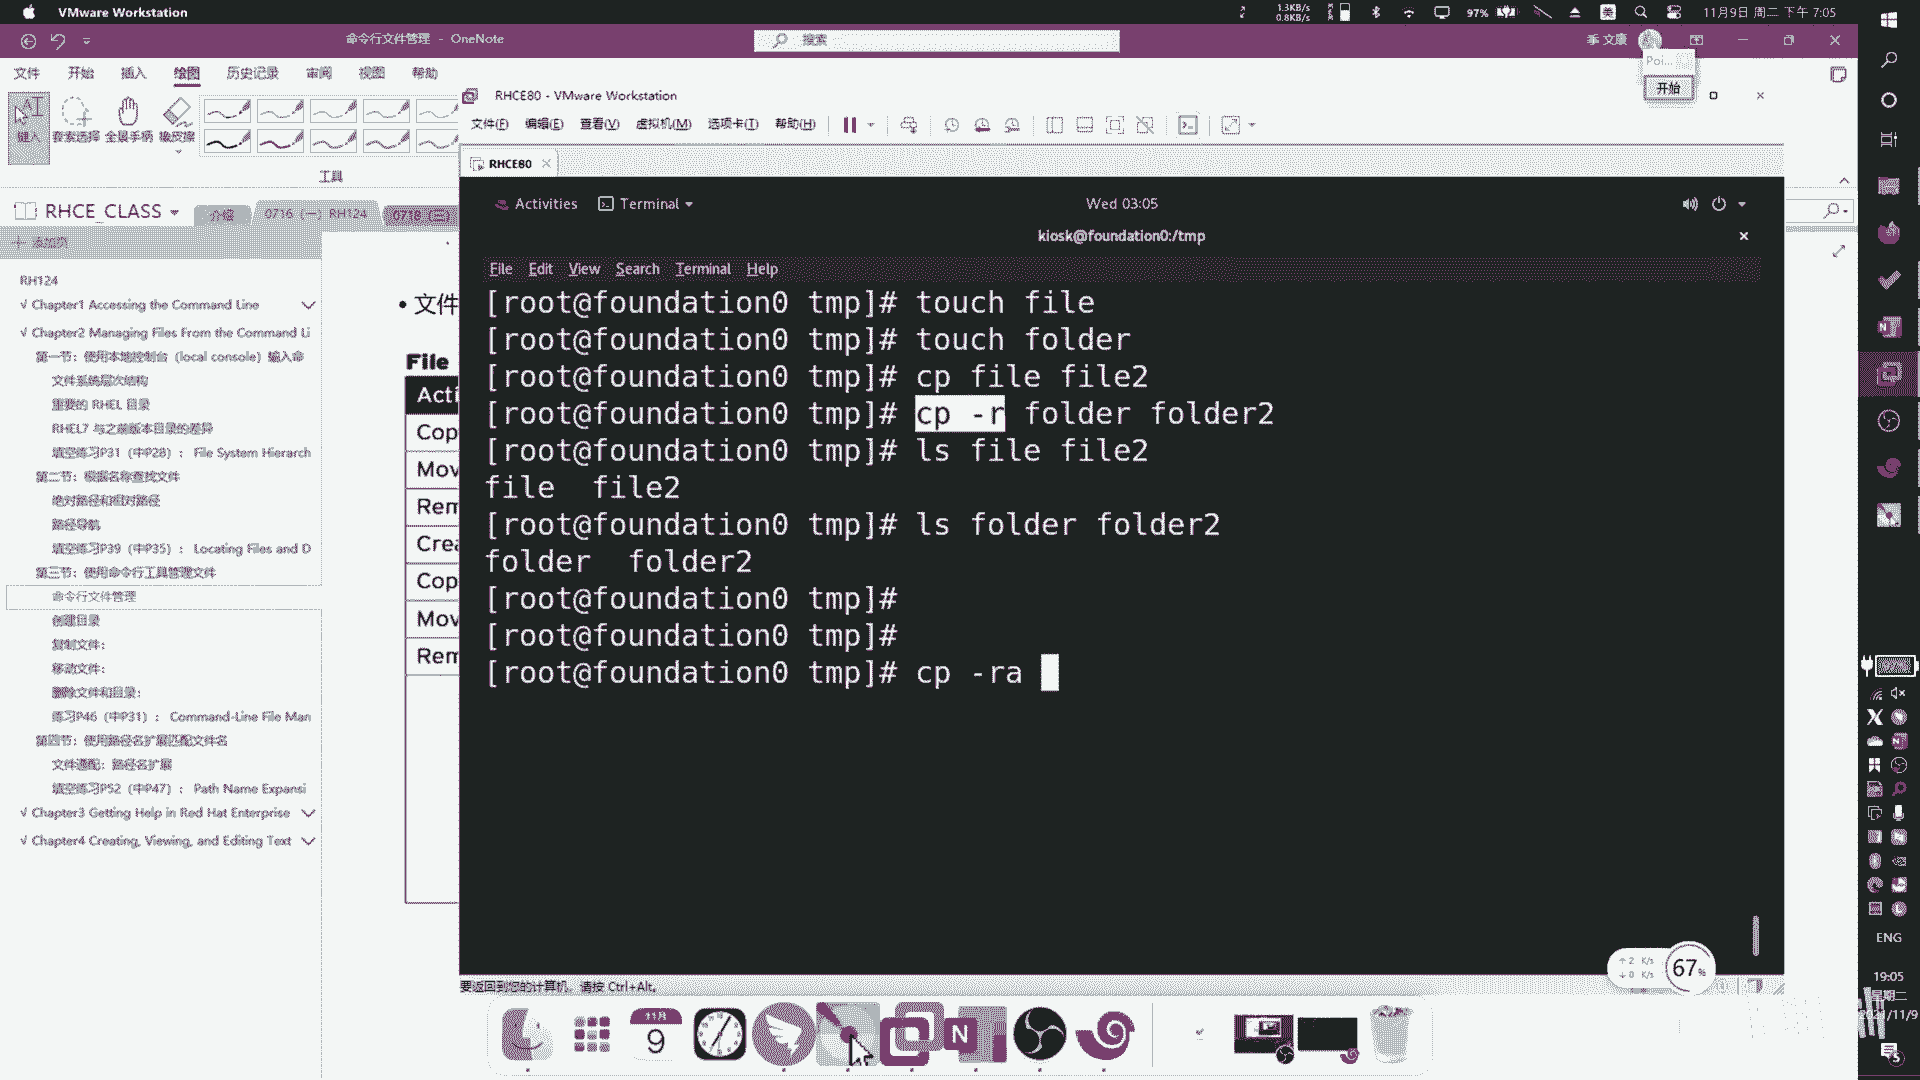 VMware Workstation
1.3KB/s
0.8KB/s
97%
美
11月9日 周二 下午 7:05
命令行文件管理 - OneNote
搜索
李 文康
文件 开始 插入 绘图 历史记录 审阅 视图 帮助
Poi...
开始
键入 套索选择 全景手柄 橡皮擦
工具
RHCE80 - VMware Workstation
文件(F) 编辑(E) 查看(V) 虚拟机(M) 选项卡(T) 帮助(H)
RHCE80
RHCE_CLASS
介绍
0716（一）RH124
添加页
RH124
√ Chapter1 Accessing the Command Line
√ Chapter2 Managing Files From the Command Li
第一节：使用本地控制台（local console）输入命
文件系统层次结构
重要的 RHEL 目录
RHEL7 与之前版本目录的差异
填空练习P31（中P28）： File System Hierarch
第二节：根据名称查找文件
绝对路径和相对路径
路径导航
填空练习P39（中P35）： Locating Files and D
第三节：使用命令行工具管理文件
命令行文件管理
创建目录
复制文件：
移动文件：
删除文件和目录：
练习P46（中P31）： Command-Line File Man
第四节：使用路径名扩展匹配文件名
文件通配：路径名扩展
填空练习P52（中P47）： Path Name Expansi
√ Chapter3 Getting Help in Red Hat Enterprise
√ Chapter4 Creating, Viewing, and Editing Text
• 文件
File
Acti
Cop
Mov
Rem
Crea
Cop
Mov
Rem
Activities
Terminal
Wed 03:05
kiosk@foundation0:/tmp
File Edit View Search Terminal Help
[root@foundation0 tmp]# touch file
[root@foundation0 tmp]# touch folder
[root@foundation0 tmp]# cp file file2
[root@foundation0 tmp]# cp -r folder folder2
[root@foundation0 tmp]# ls file file2
file  file2
[root@foundation0 tmp]# ls folder folder2
folder  folder2
[root@foundation0 tmp]#
[root@foundation0 tmp]#
[root@foundation0 tmp]# cp -ra
要返回到您的计算机，请按 Ctrl+Alt。
↑ 2 K/s
↓ 0 K/s
67%
11月
9
N
ENG
19:05
星期二
2021/11/9